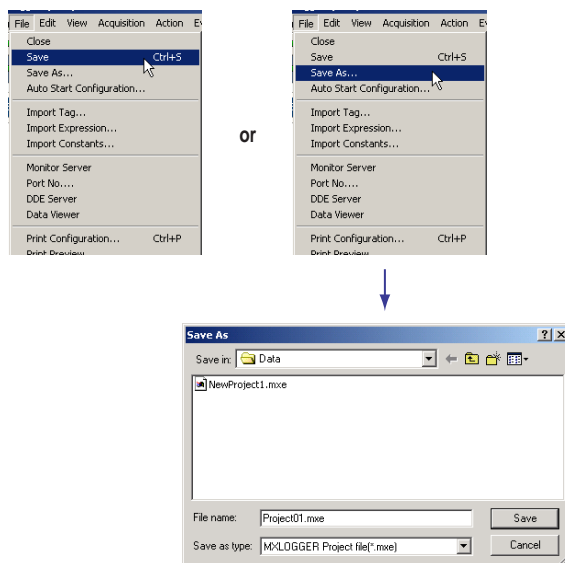 File Edit View Acquisition Action
Close
Save Ctrl+S
Save As...
Auto Start Configuration...
Import Tag...
Import Expression...
Import Constants...
Monitor Server
Port No....
DDE Server
Data Viewer
Print Configuration... Ctrl+P
Print Preview
or
File Edit View Acquisition Action
Close
Save Ctrl+S
Save As...
Auto Start Configuration...
Import Tag...
Import Expression...
Import Constants...
Monitor Server
Port No....
DDE Server
Data Viewer
Print Configuration... Ctrl+P
Print Preview
Save As
Save in: Data
NewProject1.mxe
File name: Project01.mxe Save
Save as type: MXLOGGER Project file(*.mxe) Cancel